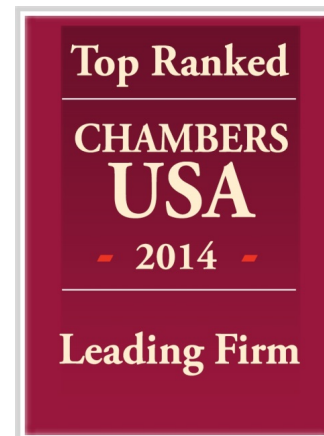 Top Ranked
CHAMBERS
USA
- 2014 -
Leading Firm